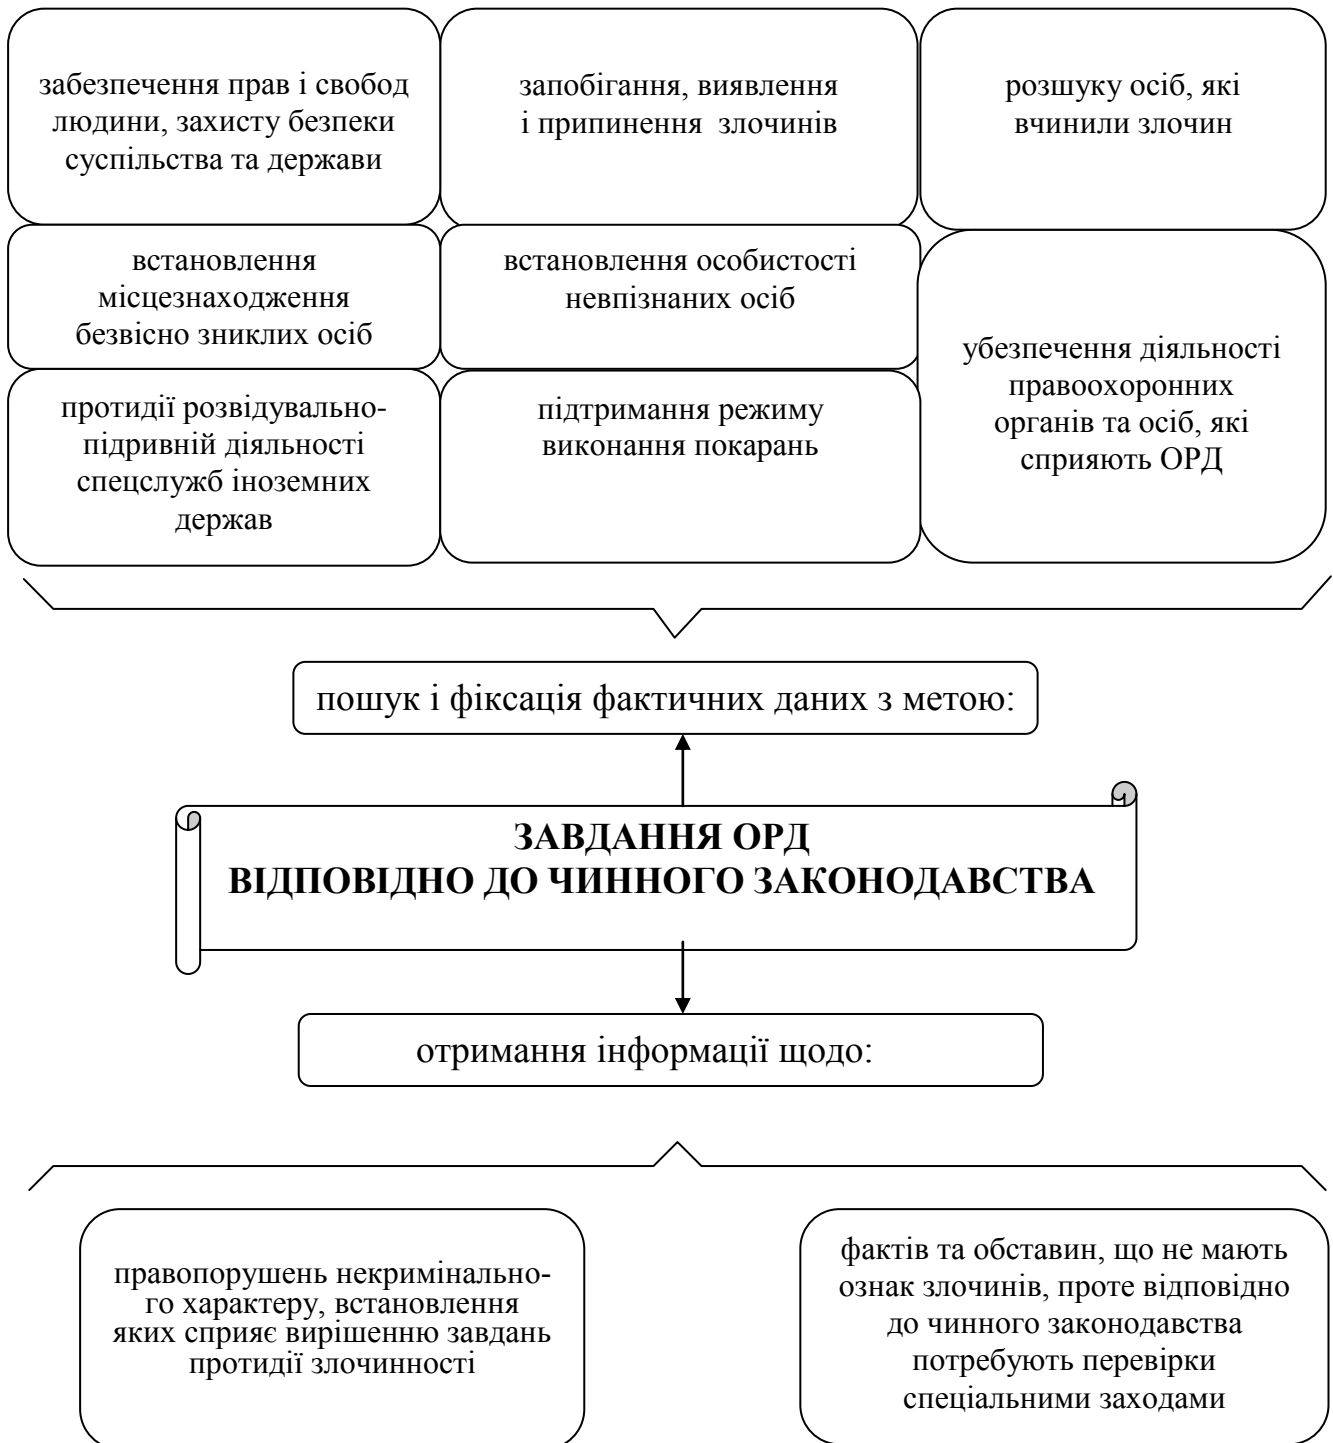 забезпечення прав і свобод
людини, захисту безпеки
суспільства та держави
запобігання, виявлення
і припинення злочинів
розшуку осіб, які
вчинили злочин
встановлення
місцезнаходження
безвісно зниклих осіб
встановлення особистості
невпізнаних осіб
убезпечення діяльності
правоохоронних
органів та осіб, які
сприяють ОРД
протидії розвідувально-
підривній діяльності
спецслужб іноземних
держав
підтримання режиму
виконання покарань
пошук і фіксація фактичних даних з метою:
ЗАВДАННЯ ОРД
ВІДПОВІДНО ДО ЧИННОГО ЗАКОНОДАВСТВА
отримання інформації щодо:
правопорушень некримінально-
го характеру, встановлення
яких сприяє вирішенню завдань
протидії злочинності
фактів та обставин, що не мають
ознак злочинів, проте відповідно
до чинного законодавства
потребують перевірки
спеціальними заходами